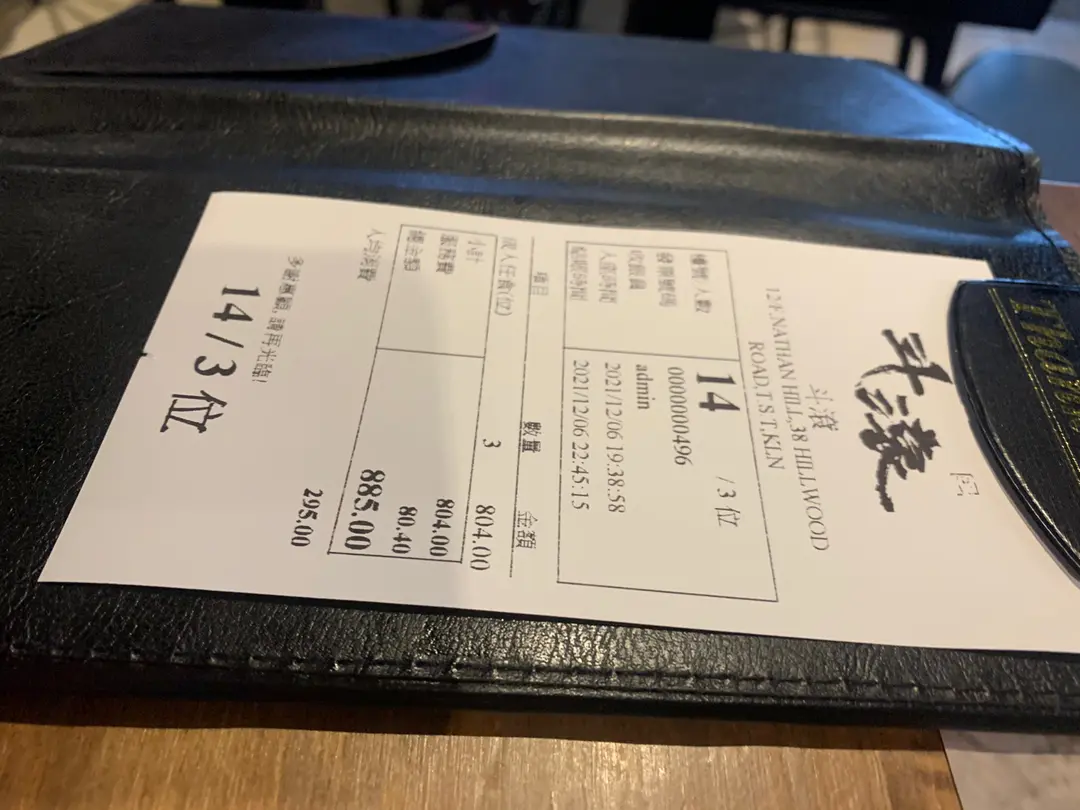 斗滾
斗滾
12/F,NATHAN HILL,38 HILLWOOD
ROAD,T.S.T,KLN
檯號/人數 14 / 3 位
發票號碼 0000000496
收銀員 admin
入座時間 2021/12/06 19:38:58
結賬時間 2021/12/06 22:45:15
項目 數量 金額
成人任食(位) 3 804.00
小計 804.00
服務費 80.40
總金額 885.00
人均消費 295.00
多謝惠顧, 請再光臨!
14 / 3 位